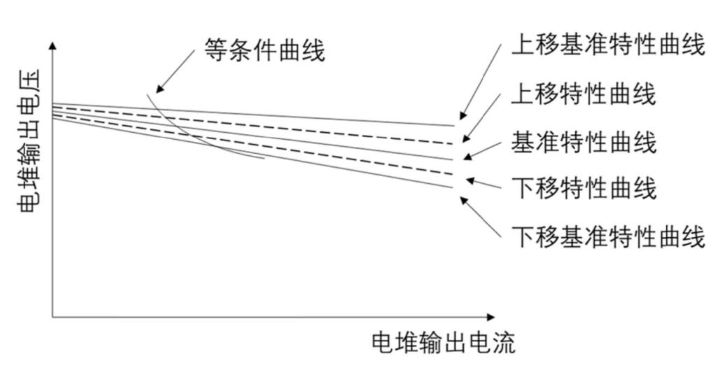 等条件曲线
上移基准特性曲线
上移特性曲线
基准特性曲线
下移特性曲线
下移基准特性曲线
电堆输出电压
电堆输出电流